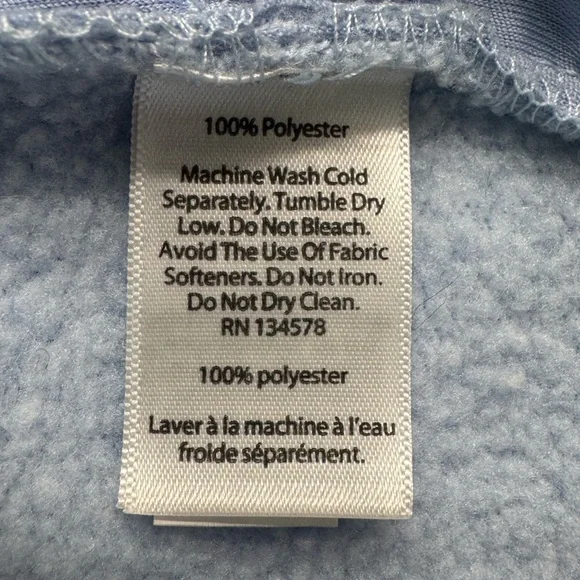 100% Polyester
Machine Wash Cold
Separately. Tumble Dry
Low. Do Not Bleach.
Avoid The Use Of Fabric
Softeners. Do Not Iron.
Do Not Dry Clean.
RN 134578
100% polyester
Laver à la machine à l'eau
froide séparément.